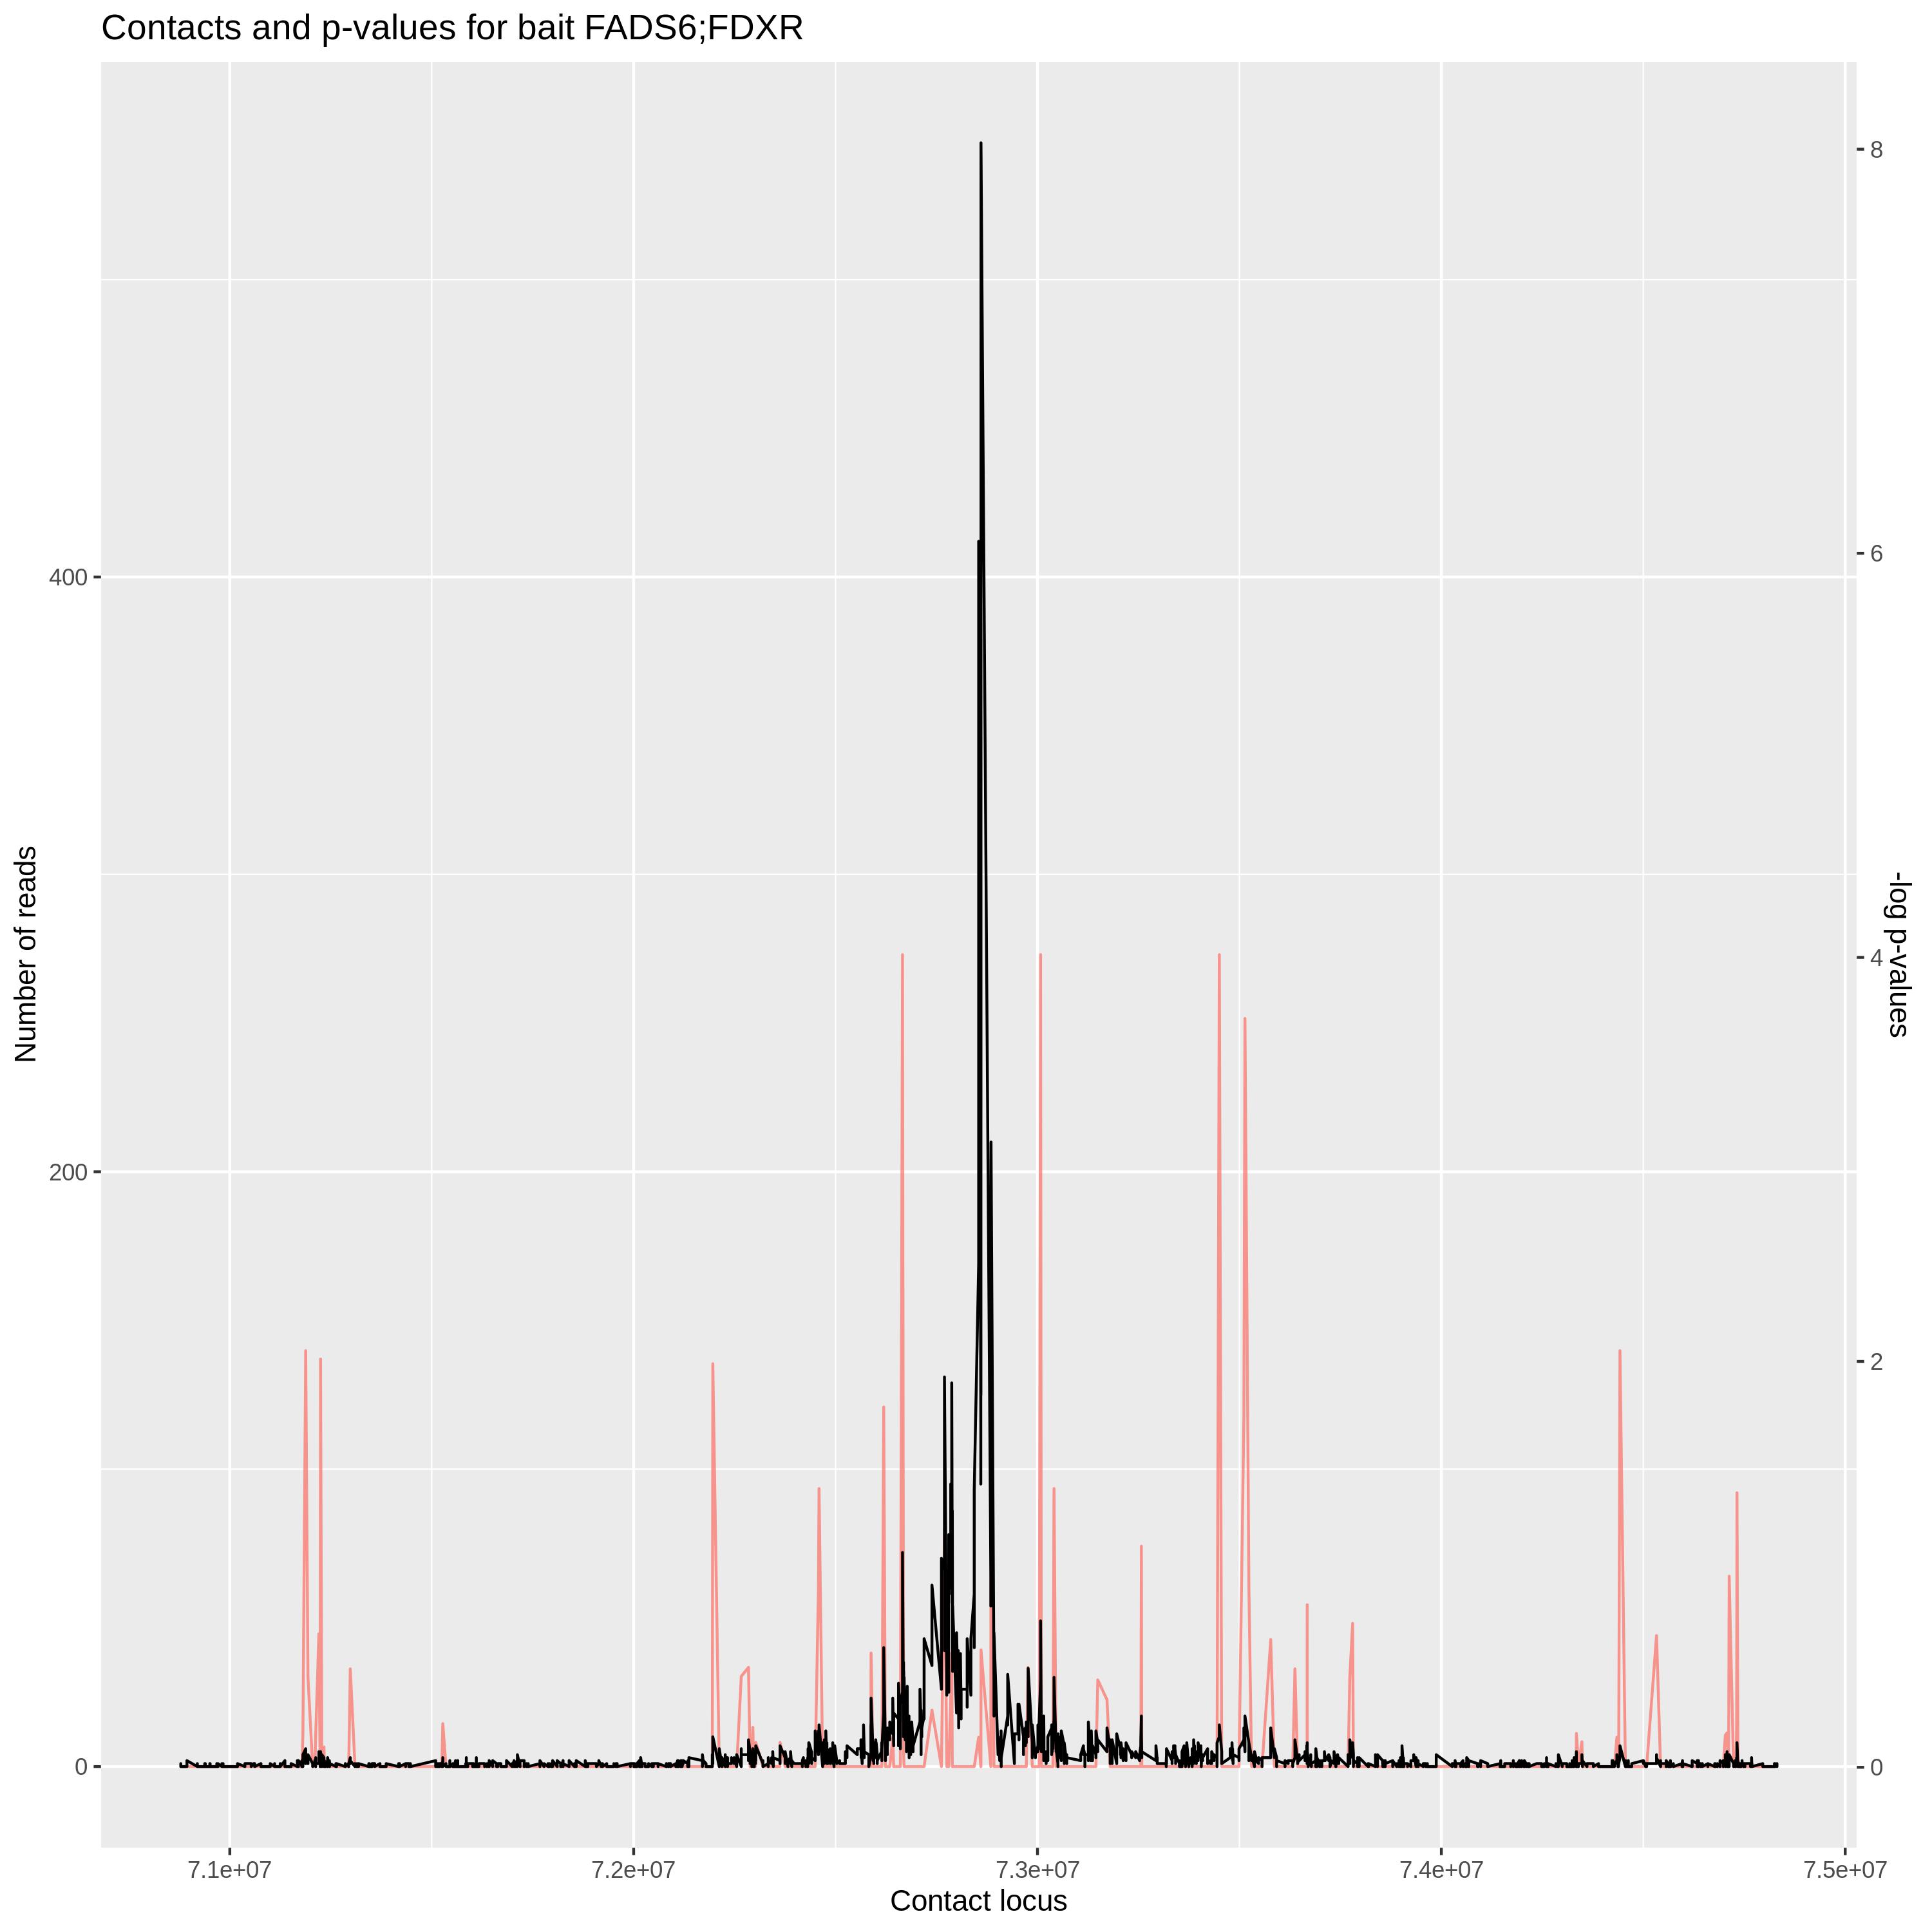 Contacts and p-values for bait FADS6;FDXR
Number of reads
400
200
0
8
6
4
2
0
-log p-values
7.1e+07 7.2e+07 7.3e+07 7.4e+07 7.5e+07
Contact locus